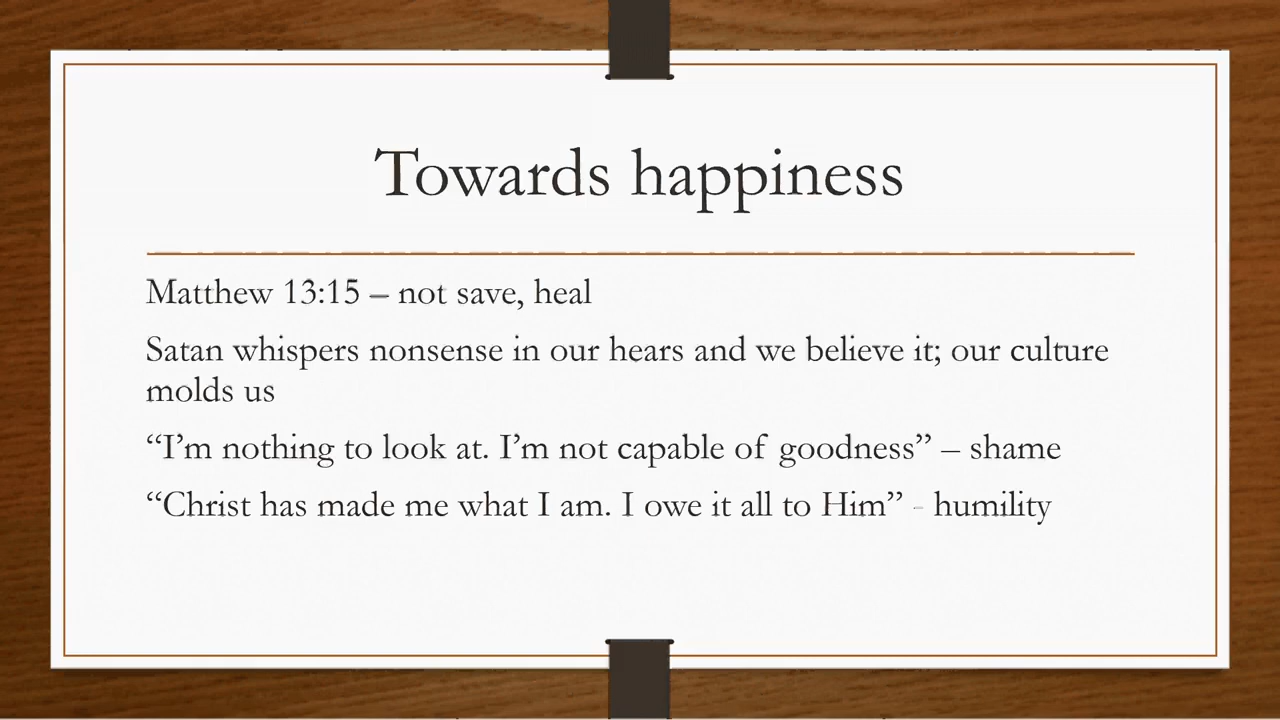 Towards happiness
Matthew 13:15 – not save, heal
Satan whispers nonsense in our hears and we believe it; our culture
molds us
“I’m nothing to look at. I’m not capable of goodness” – shame
“Christ has made me what I am. I owe it all to Him” - humility